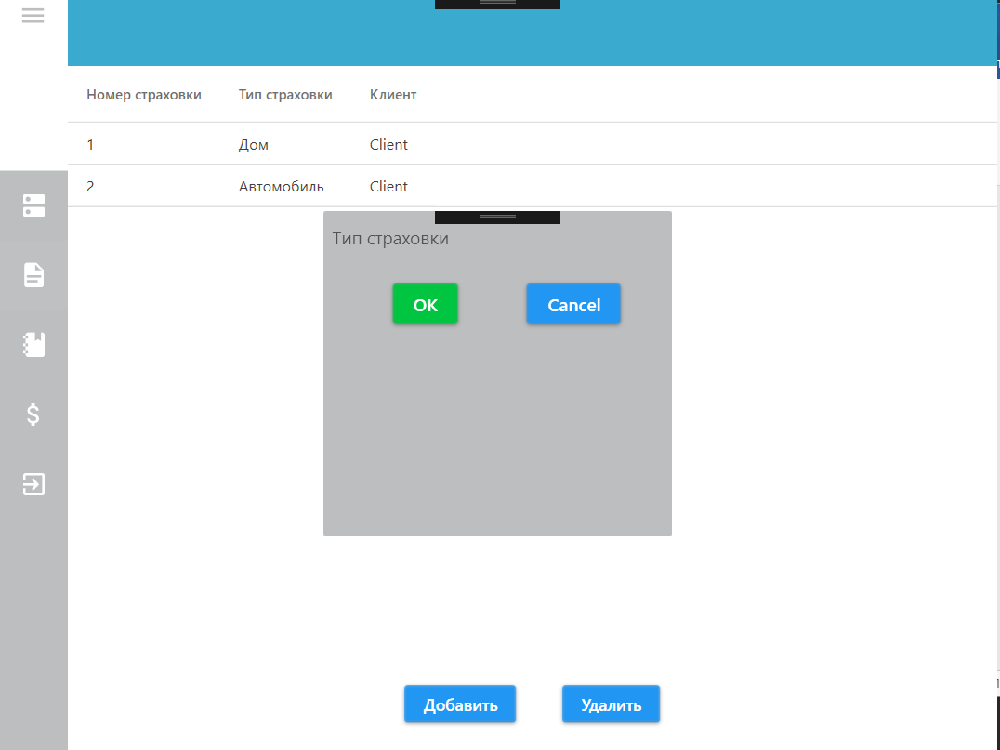 Номер страховки Тип страховки Клиент
1 Дом Client
2 Автомобиль Client
Тип страховки
OK Cancel
Добавить Удалить